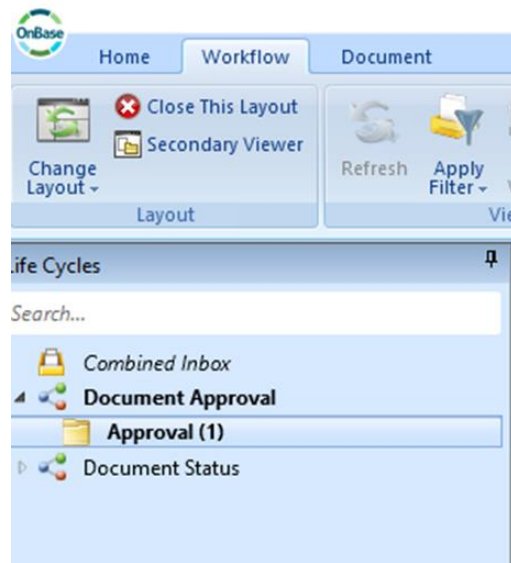 OnBase
Home Workflow Document
Close This Layout
Secondary Viewer
Change
Layout
Refresh
Apply
Filter
Layout
Life Cycles
Search...
Combined Inbox
Document Approval
Approval (1)
Document Status